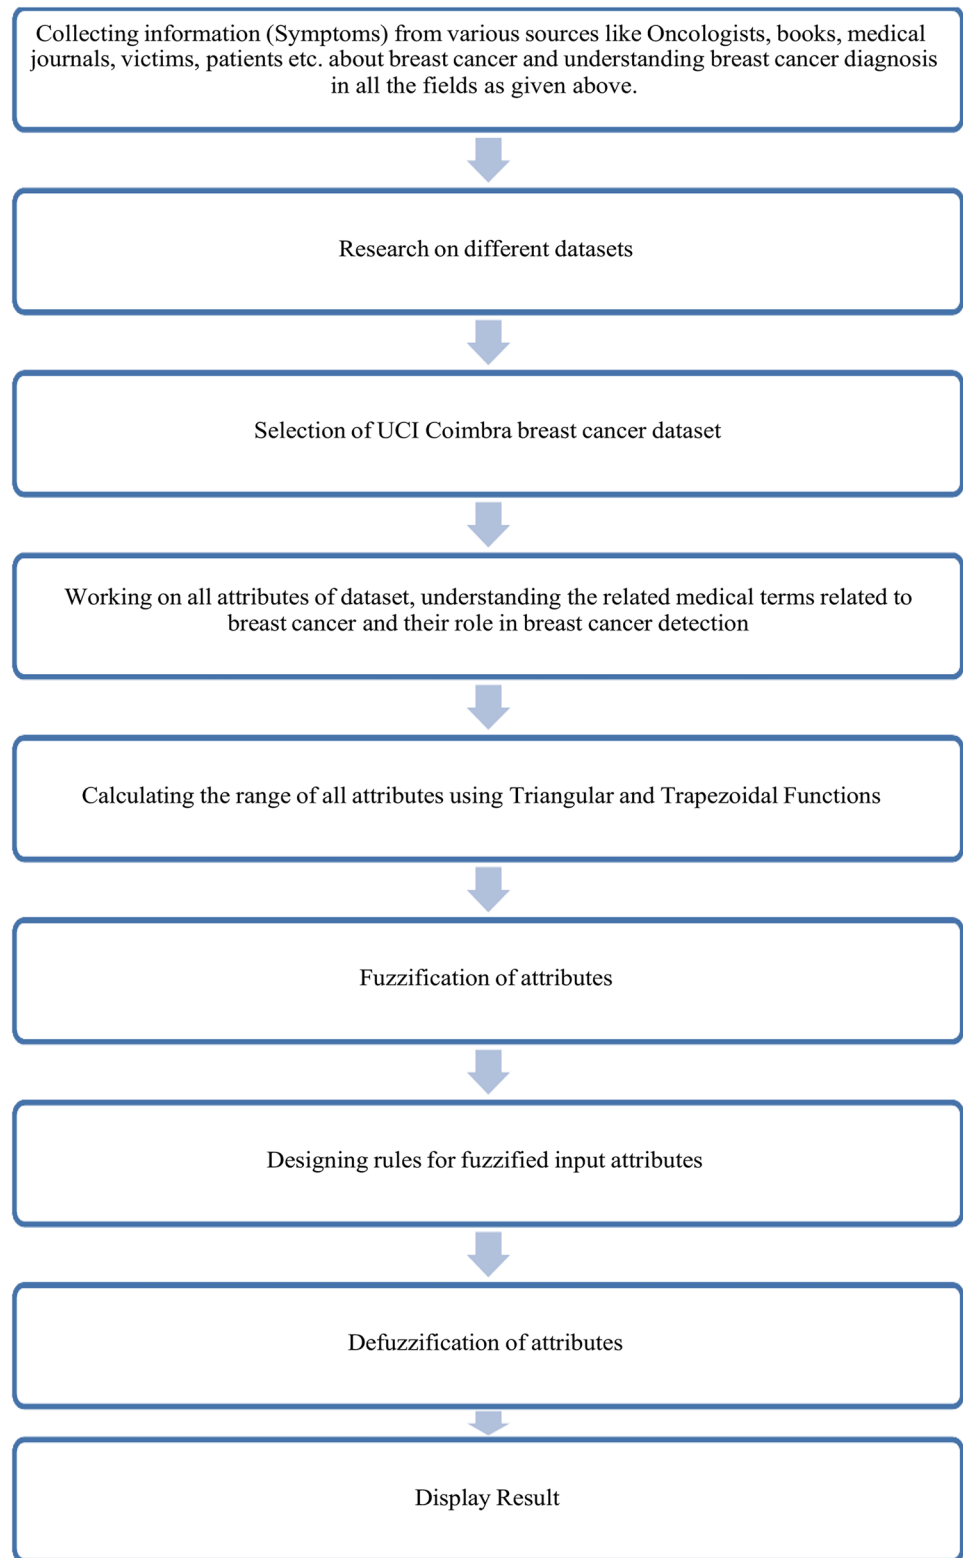 Collecting information (Symptoms) from various sources like Oncologists, books, medical
journals, victims, patients etc. about breast cancer and understanding breast cancer diagnosis
in all the fields as given above.
Research on different datasets
Selection of UCI Coimbra breast cancer dataset
Working on all attributes of dataset, understanding the related medical terms related to
breast cancer and their role in breast cancer detection
Calculating the range of all attributes using Triangular and Trapezoidal Functions
Fuzzification of attributes
Designing rules for fuzzified input attributes
Defuzzification of attributes
Display Result